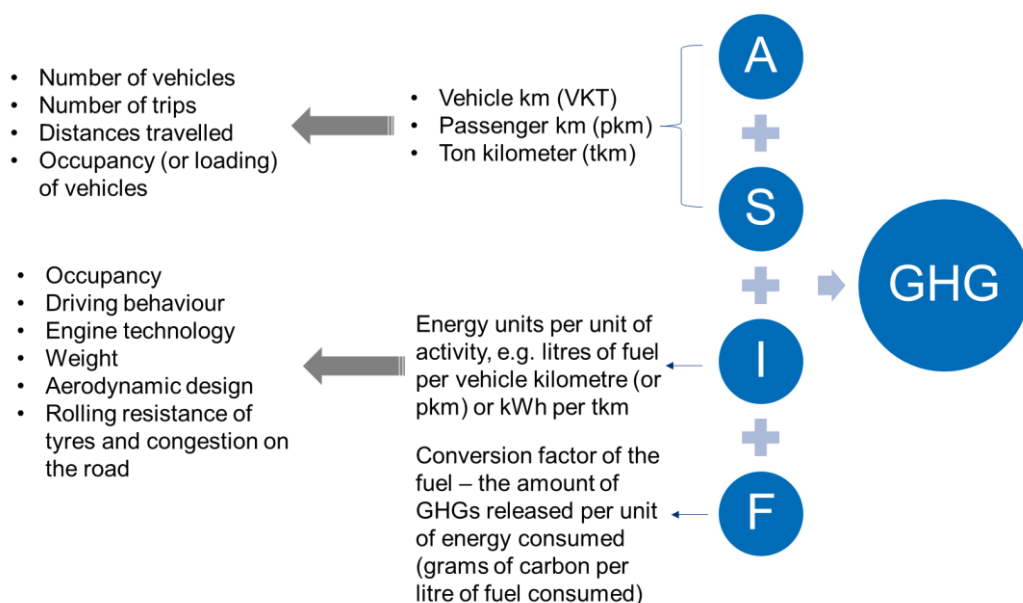 • Number of vehicles
• Number of trips
• Distances travelled
• Occupancy (or loading)
of vehicles
• Vehicle km (VKT)
• Passenger km (pkm)
• Ton kilometer (tkm)
A
S
• Occupancy
• Driving behaviour
• Engine technology
• Weight
• Aerodynamic design
• Rolling resistance of
tyres and congestion on
the road
Energy units per unit of
activity, e.g. litres of fuel
per vehicle kilometre (or
pkm) or kWh per tkm
I
Conversion factor of the
fuel – the amount of
GHGs released per unit
of energy consumed
(grams of carbon per
litre of fuel consumed)
F
GHG